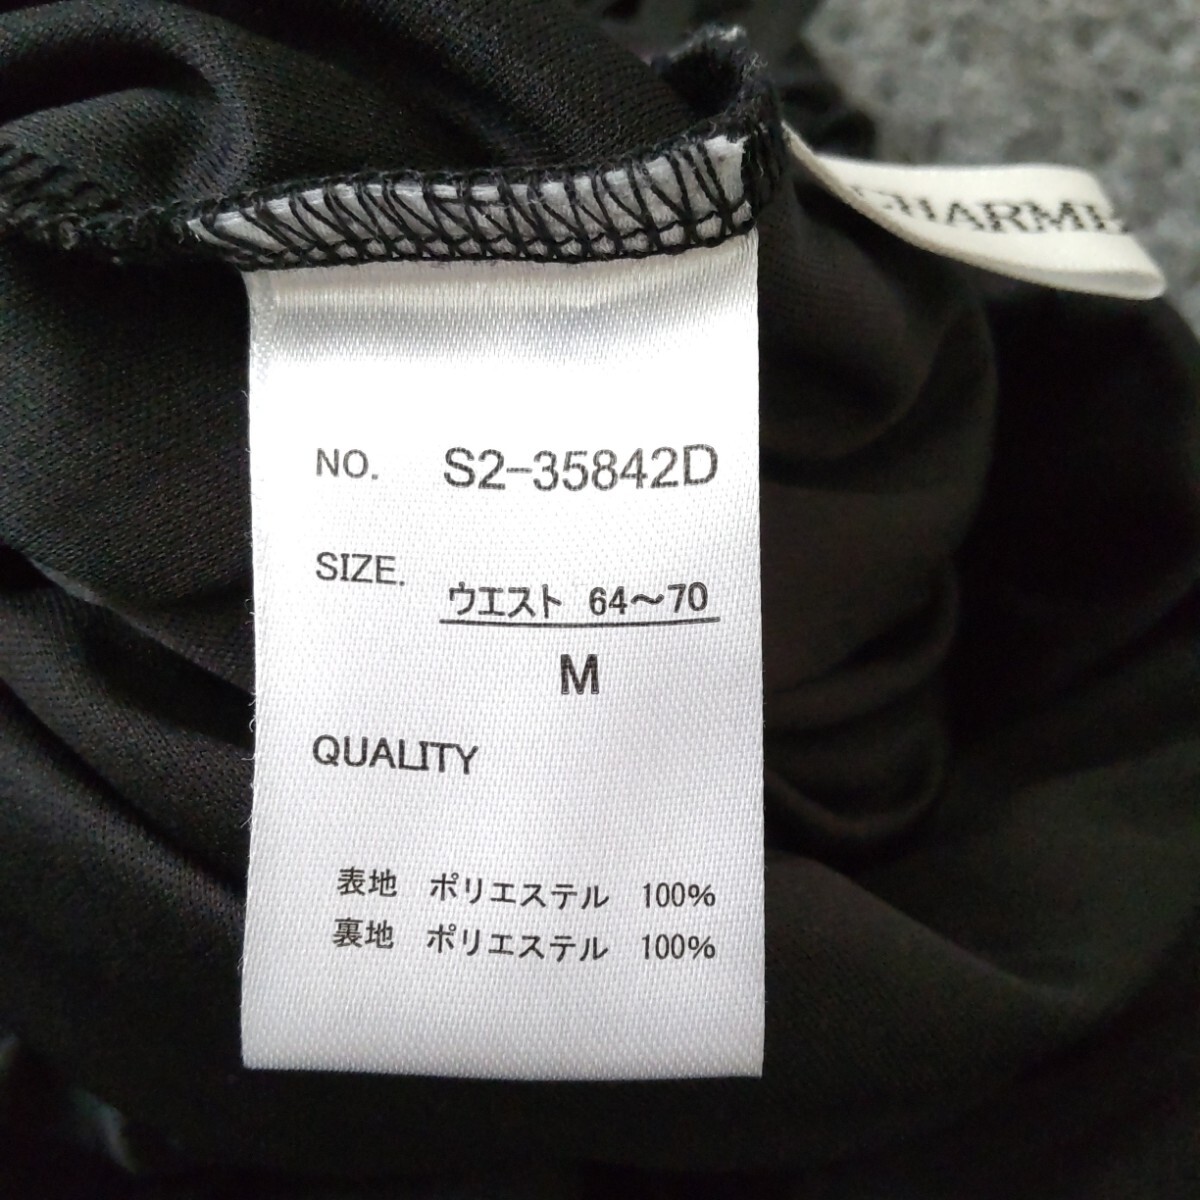 CHARME
NO. S2-35842D
SIZE. ウエスト 64～70
M
QUALITY
表地 ポリエステル 100%
裏地 ポリエステル 100%